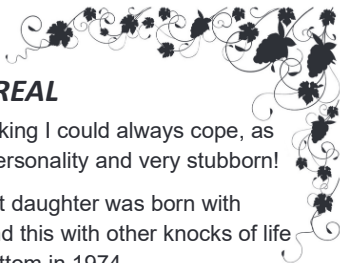 REAL
king I could always cope, as
ersonality and very stubborn!
t daughter was born with
d this with other knocks of life
ttom in 1974